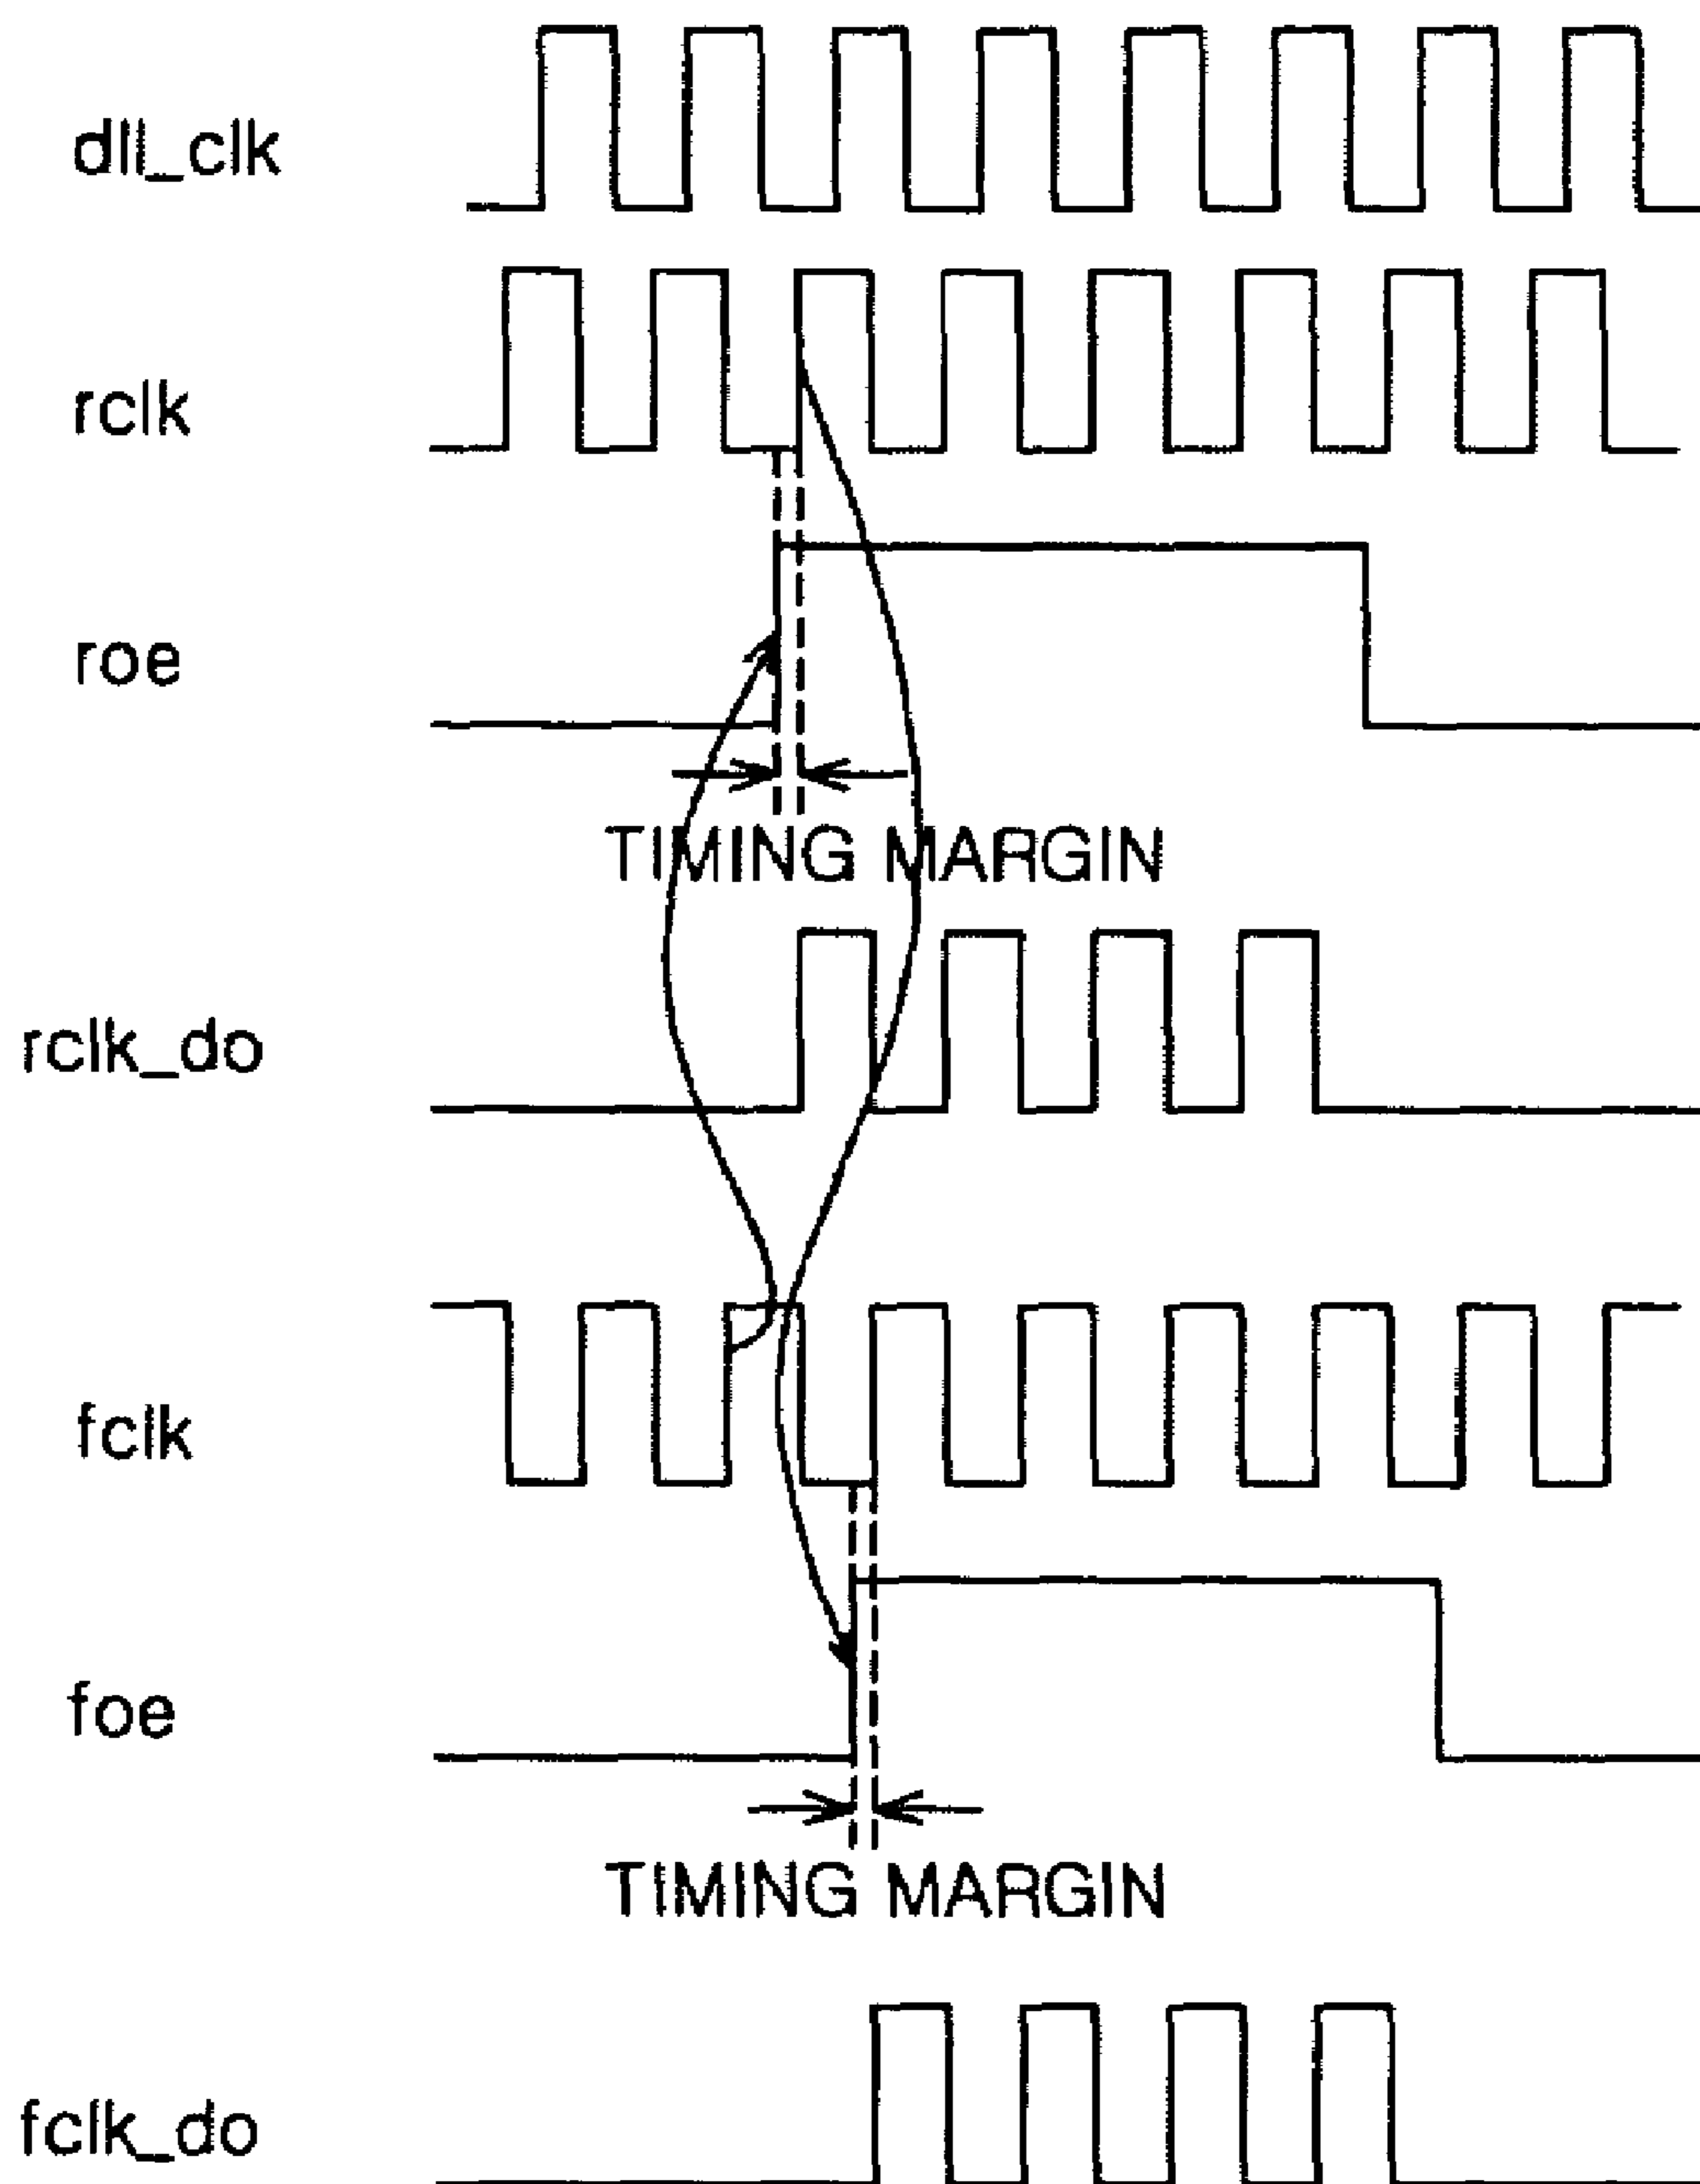 dll_clk
rclk
roe
TIMING MARGIN
rclk_do
fclk
foe
TIMING MARGIN
fclk_do